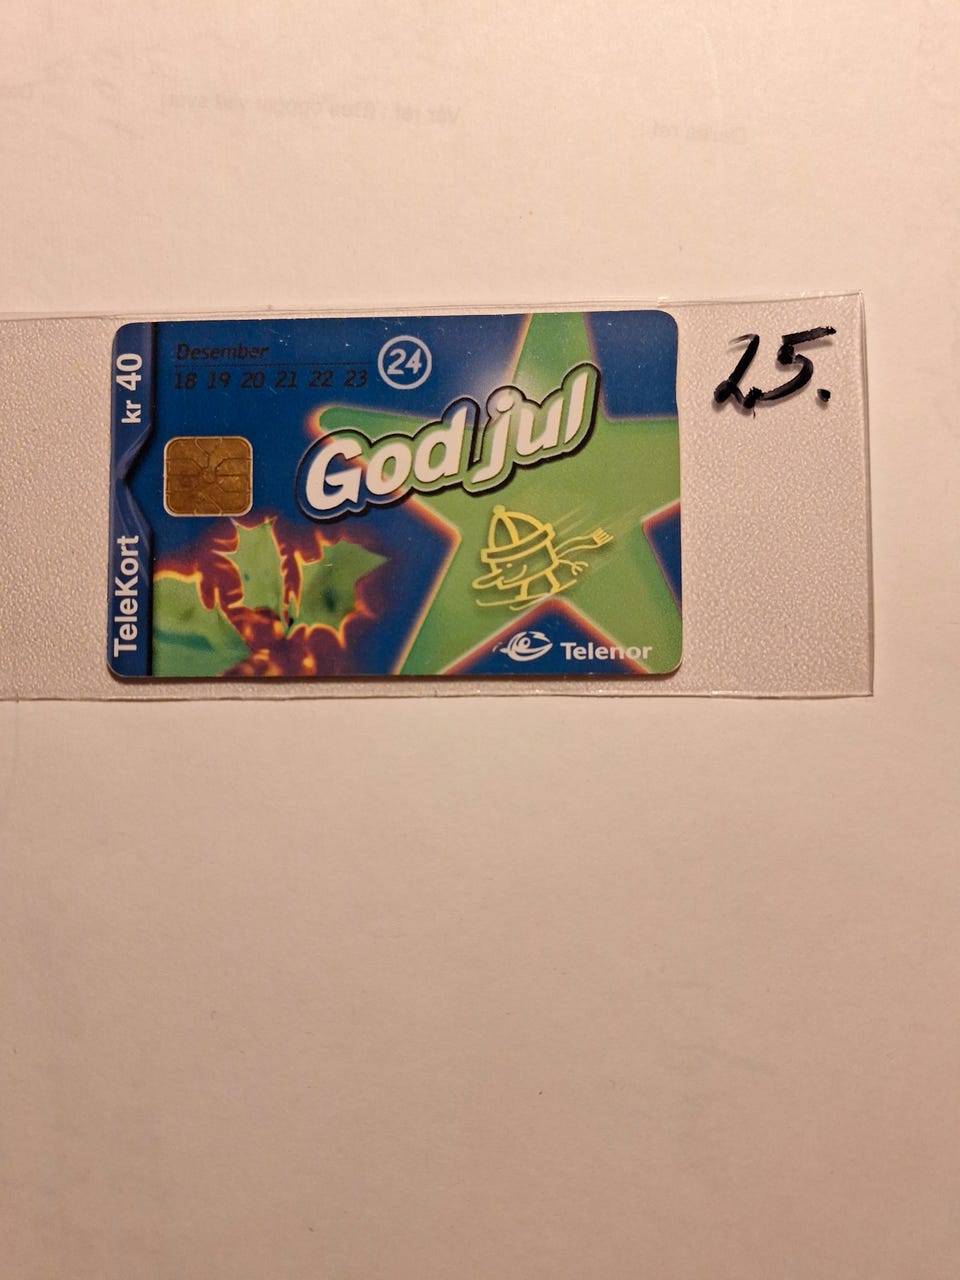 kr 40
TeleKort
Desember
18 19 20 21 22 23
24
God jul
Telenor
25.